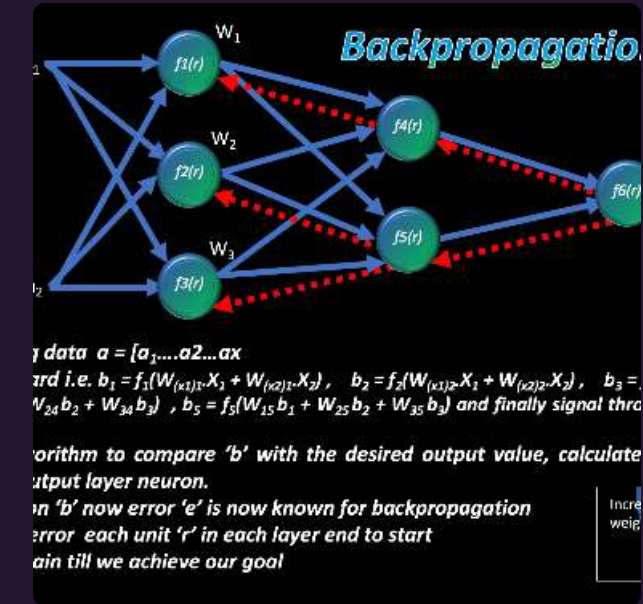 Backpropagatio
W₁
f1(r)
W₂
f4(r)
f2(r)
f6(r)
W₃
f5(r)
f3(r)
data a = [a₁....a2...ax
ard i.e. b₁ = f₁(W₍ₓ₁₎₁.X₁ + W₍ₓ₂₎₁.X₂) , b₂ = f₂(W₍ₓ₁₎₂.X₁ + W₍ₓ₂₎₂.X₂) , b₃ =
W₂₄b₂ + W₃₄b₃) , b₅ = f₅(W₁₅b₁ + W₂₅b₂ + W₃₅b₃) and finally signal thro
orithm to compare ‘b’ with the desired output value, calculate
utput layer neuron.
on ‘b’ now error ‘e’ is now known for backpropagation
error each unit ‘r’ in each layer end to start
ain till we achieve our goal
Incre
weig